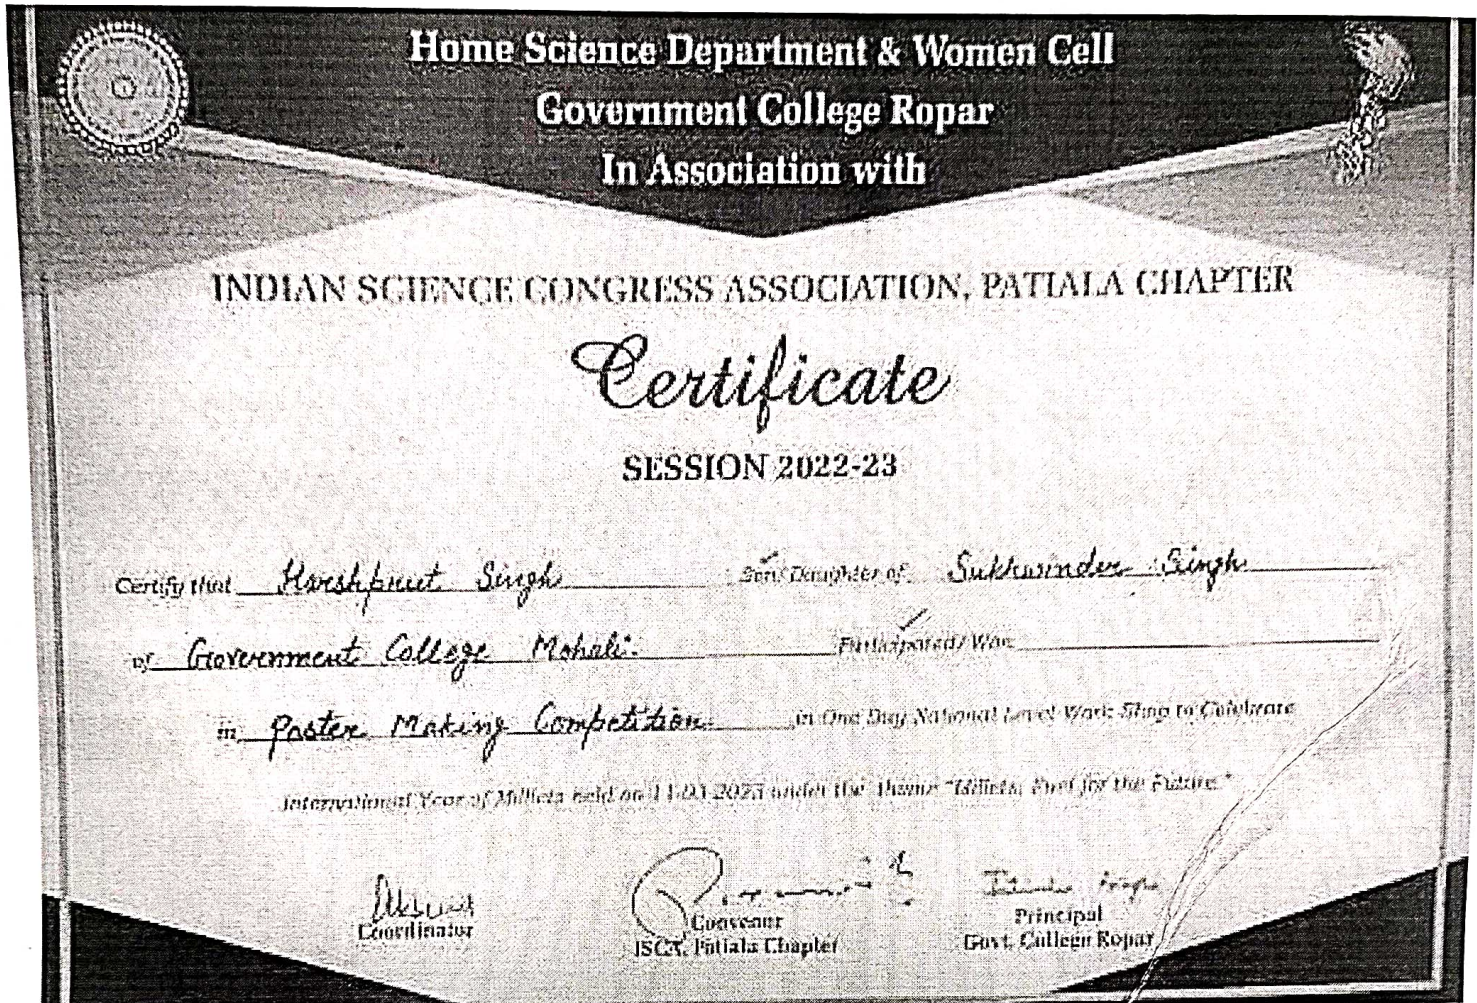 Home Science Department & Women Cell
Government College Ropar
In Association with
INDIAN SCIENCE CONGRESS ASSOCIATION, PATIALA CHAPTER
Certificate
SESSION 2022-23
Certify that Harshpreet Singh Son/ Daughter of Sukhwinder Singh
of Government College Mohali. Participated/ Won
in Poster Making Competition in One Day National Level Work Shop to Celebrate
International Year of Millets held on 2023 under the Theme "Millets, Fuel for the Future."
Coordinator
Convenor
ISCA, Patiala Chapter
Principal
Govt. College Ropar